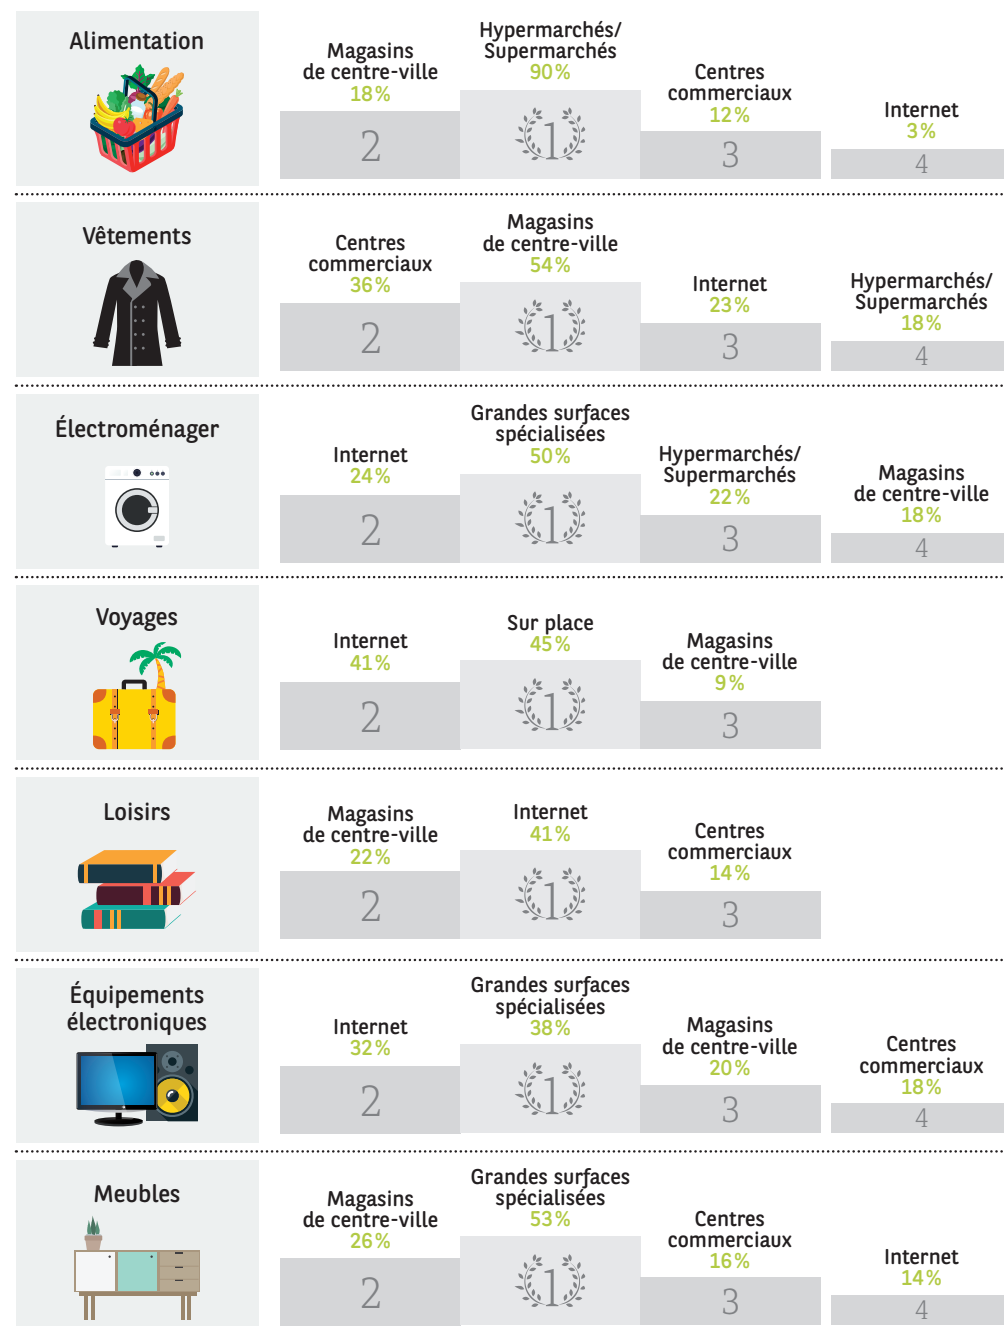 Alimentation
Magasins
de centre-ville
18%
2
Hypermarchés/
Supermarchés
90%
1
Centres
commerciaux
12%
3
Internet
3%
4
Vêtements
Centres
commerciaux
36%
2
Magasins
de centre-ville
54%
1
Internet
23%
3
Hypermarchés/
Supermarchés
18%
4
Électroménager
Internet
24%
2
Grandes surfaces
spécialisées
50%
1
Hypermarchés/
Supermarchés
22%
3
Magasins
de centre-ville
18%
4
Voyages
Internet
41%
2
Sur place
45%
1
Magasins
de centre-ville
9%
3
Loisirs
Magasins
de centre-ville
22%
2
Internet
41%
1
Centres
commerciaux
14%
3
Équipements
électroniques
Internet
32%
2
Grandes surfaces
spécialisées
38%
1
Magasins
de centre-ville
20%
3
Centres
commerciaux
18%
4
Meubles
Magasins
de centre-ville
26%
2
Grandes surfaces
spécialisées
53%
1
Centres
commerciaux
16%
3
Internet
14%
4